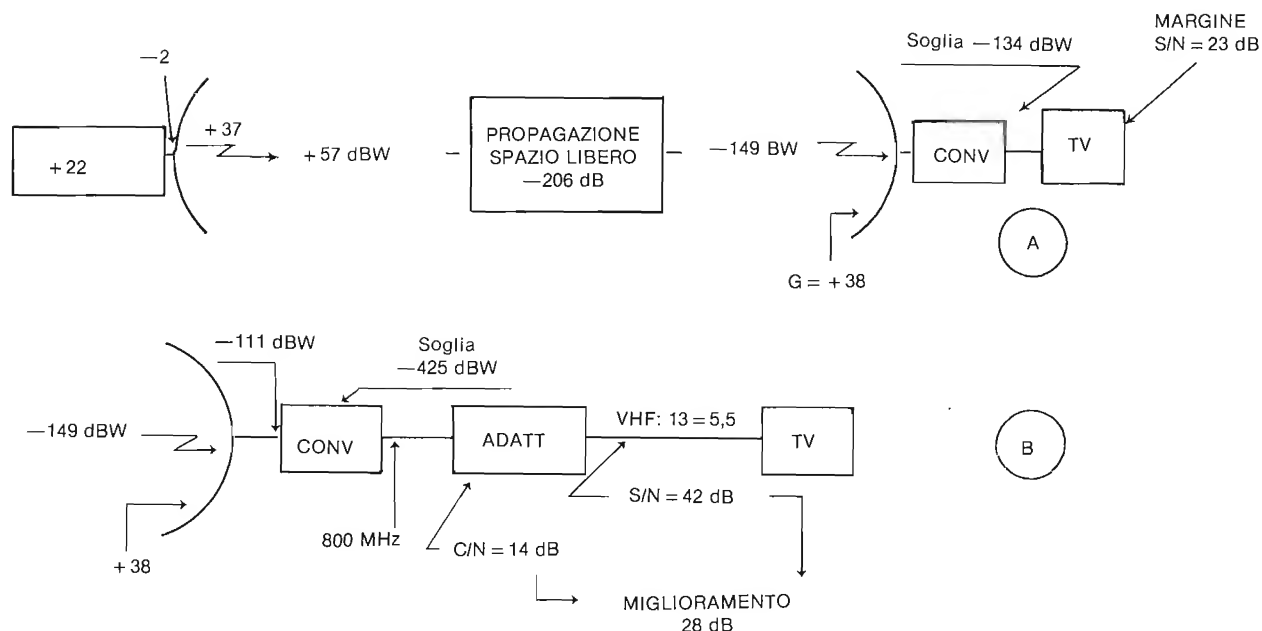 MARGINE
S/N = 23 dB
Soglia —134 dBW
—2
+ 37
+ 22
+57 dBW
PROPAGAZIONE
SPAZIO LIBERO
—206 dB
—149 BW
CONV
TV
A
G = + 38
—111 dBW
Soglia
—425 dBW
—149 dBW
CONV
ADATT
VHF: 13 = 5,5
TV
B
S/N = 42 dB
800 MHz
C/N = 14 dB
+ 38
MIGLIORAMENTO
28 dB